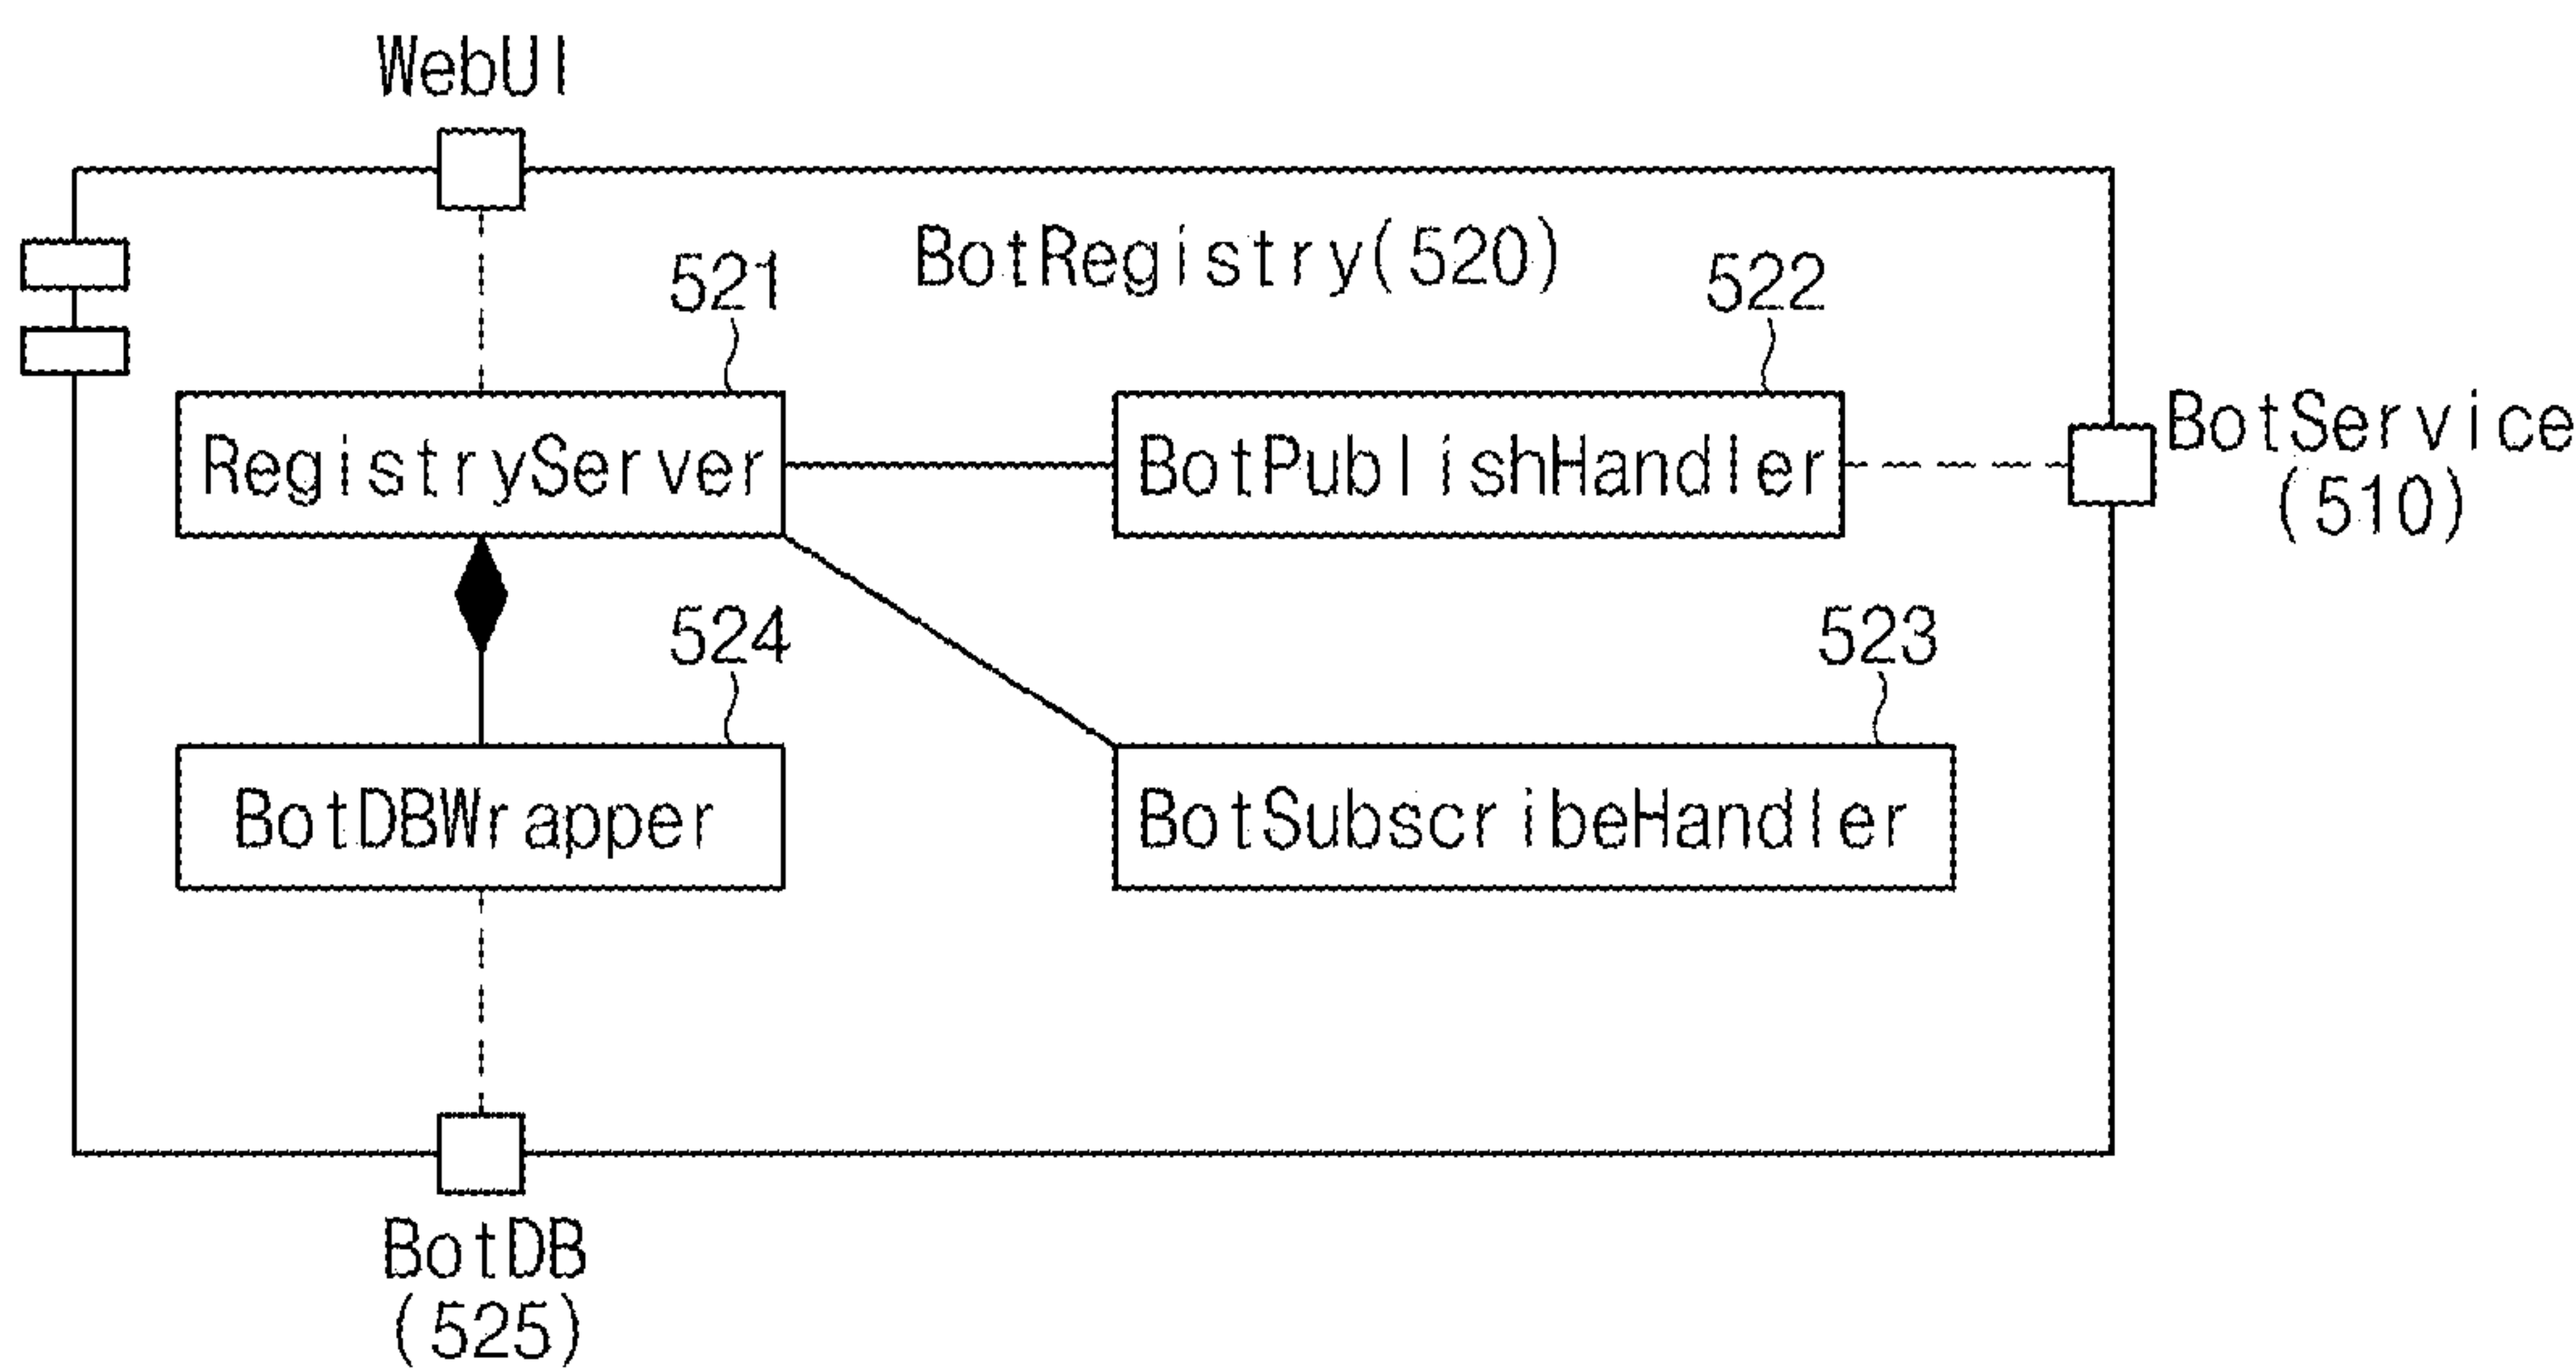 WebUI
BotRegistry(520)
521
522
RegistryServer
BotPublishHandler
BotService
(510)
524
523
BotDBWrapper
BotSubscribeHandler
BotDB
(525)